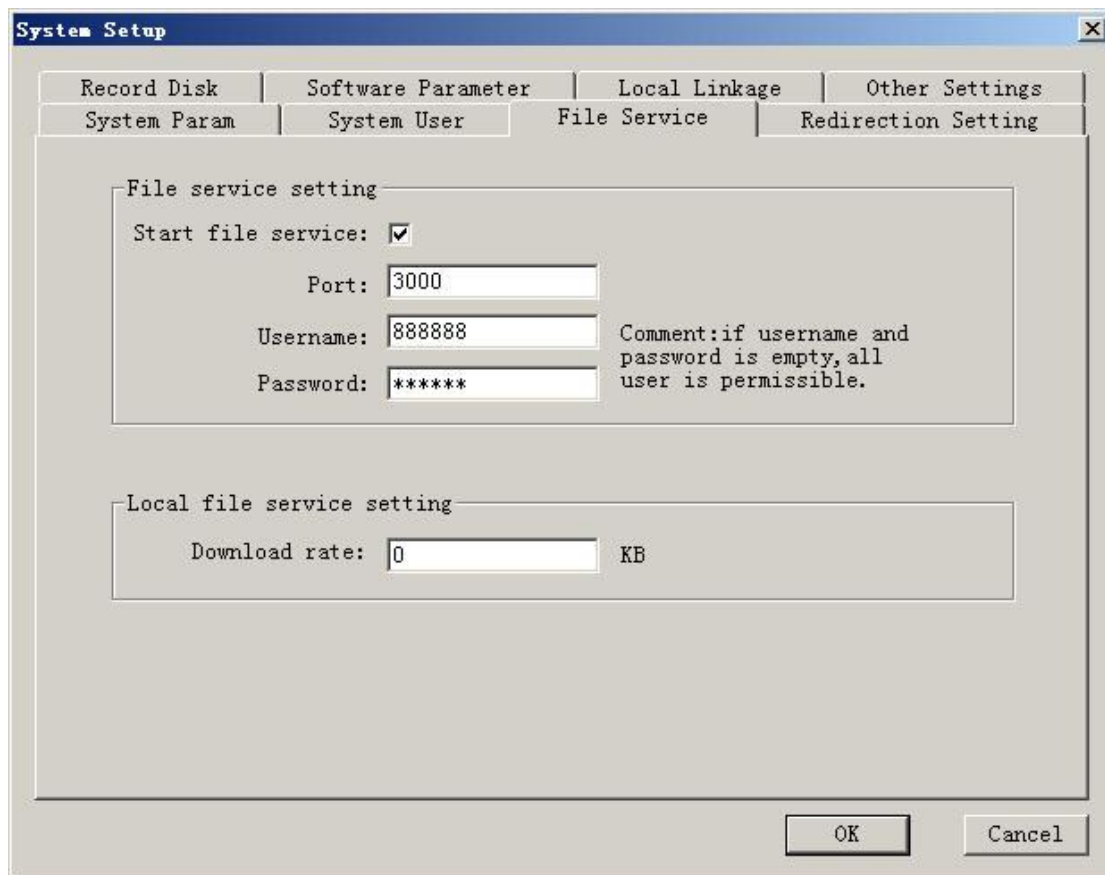 System Setup
Record Disk Software Parameter Local Linkage Other Settings
System Param System User File Service Redirection Setting
File service setting
Start file service:
Port: 3000
Username: 888888 Comment:if username and
password is empty,all
Password: ****** user is permissible.
Local file service setting
Download rate: 0 KB
OK Cancel